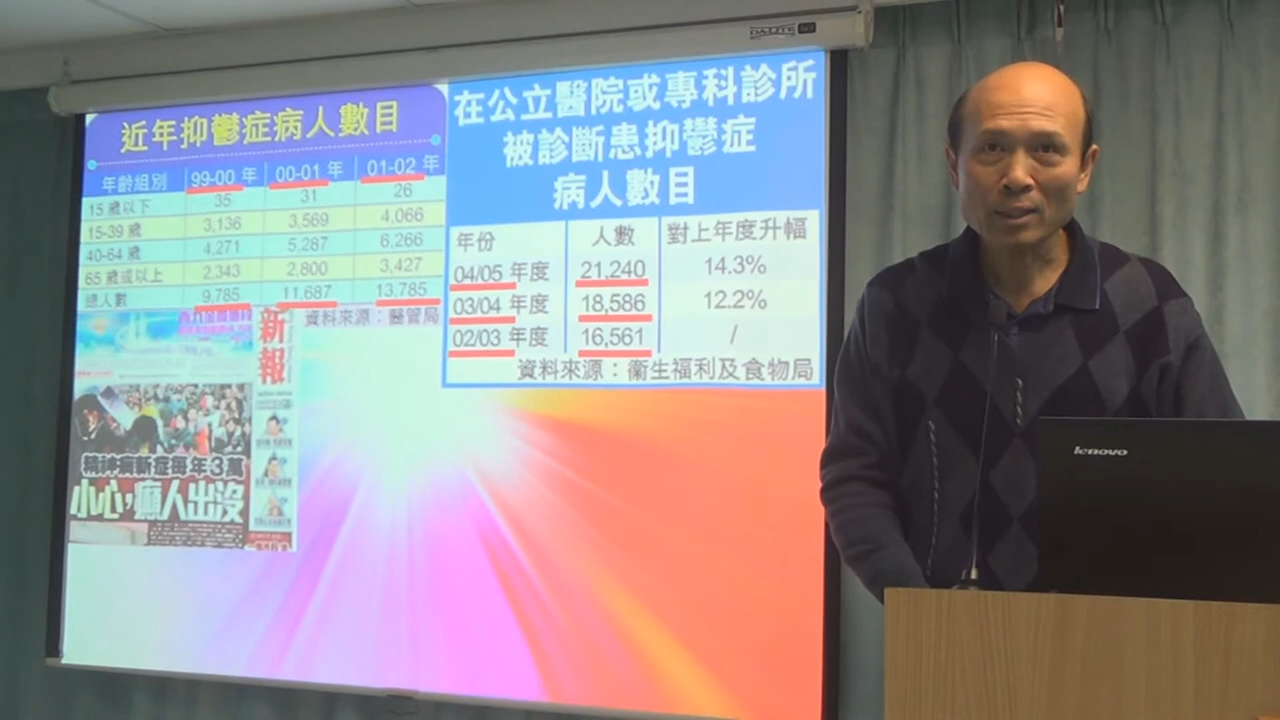 DA-LITE
近年抑鬱症病人數目
年齡組別 99-00 年 00-01 年 01-02 年
15 歲以下 35 31 26
15-39 歲 3,136 3,569 4,066
40-64 歲 4,271 5,287 6,266
65 歲或以上 2,343 2,800 3,427
總人數 9,785 11,687 13,785
資料來源：醫管局
在公立醫院或專科診所
被診斷患抑鬱症
病人數目
年份 人數 對上年度升幅
04/05 年度 21,240 14.3%
03/04 年度 18,586 12.2%
02/03 年度 16,561 /
資料來源：衞生福利及食物局
新報
精神病新症每年3萬
小心，癲人出沒
lenovo